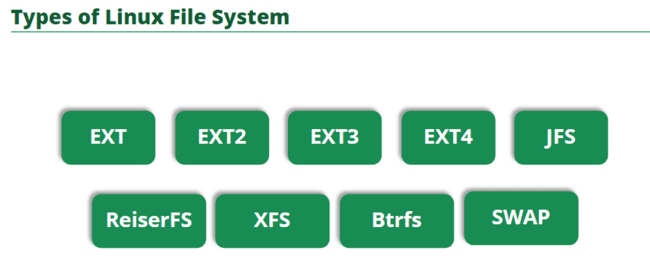 Types of Linux File System
EXT EXT2 EXT3 EXT4 JFS
ReiserFS XFS Btrfs SWAP